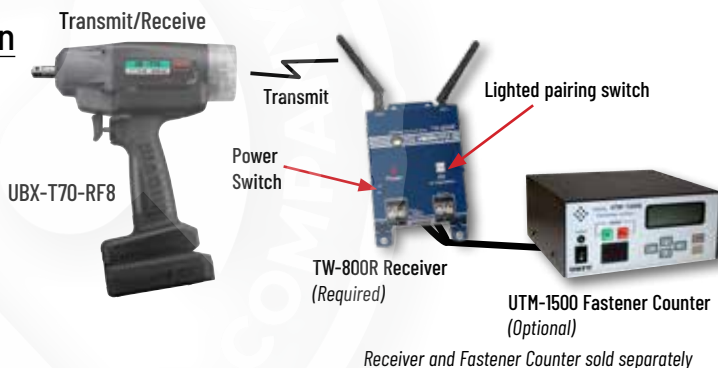 n
Transmit/Receive
Transmit
Lighted pairing switch
Power
Switch
UBX-T70-RF8
TW-800R Receiver
(Required)
UTM-1500 Fastener Counter
(Optional)
Receiver and Fastener Counter sold separately
COMPAN